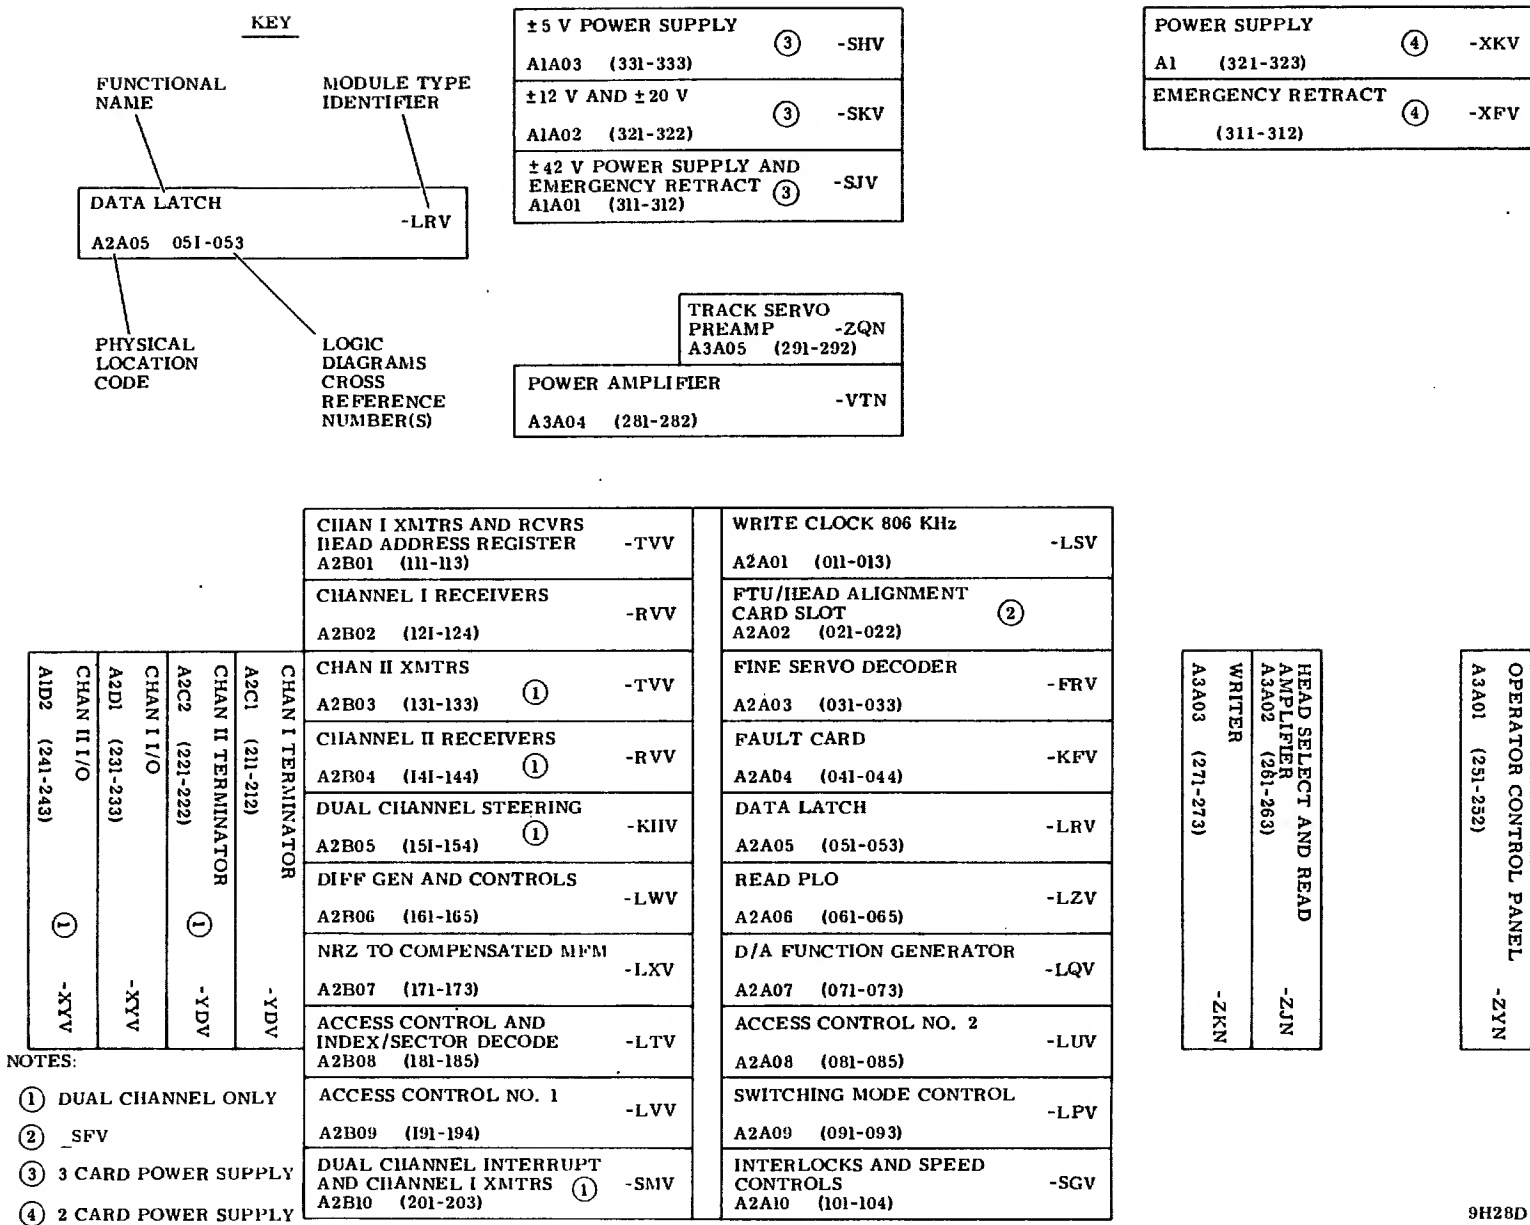 KEY
FUNCTIONAL
NAME
MODULE TYPE
IDENTIFIER
DATA LATCH
-LRV
A2A05 051-053
PHYSICAL
LOCATION
CODE
LOGIC
DIAGRAMS
CROSS
REFERENCE
NUMBER(S)
±5 V POWER SUPPLY
③ -SHV
A1A03 (331-333)
±12 V AND ±20 V
③ -SKV
A1A02 (321-322)
±42 V POWER SUPPLY AND
EMERGENCY RETRACT ③ -SJV
A1A01 (311-312)
POWER SUPPLY
④ -XKV
A1 (321-323)
EMERGENCY RETRACT
④ -XFV
(311-312)
TRACK SERVO
PREAMP -ZQN
A3A05 (291-292)
POWER AMPLIFIER
-VTN
A3A04 (281-282)
CHAN II I/O
A1D2 (241-243) ① -XYV
CHAN I I/O
A2D1 (231-233) -XYV
CHAN II TERMINATOR
A2C2 (221-222) ① -YDV
CHAN I TERMINATOR
A2C1 (211-212) -YDV
CHAN I XMTRS AND RCVRS
HEAD ADDRESS REGISTER -TVV
A2B01 (111-113)
CHANNEL I RECEIVERS
-RVV
A2B02 (121-124)
CHAN II XMTRS
① -TVV
A2B03 (131-133)
CHANNEL II RECEIVERS
① -RVV
A2B04 (141-144)
DUAL CHANNEL STEERING
① -KHV
A2B05 (151-154)
DIFF GEN AND CONTROLS
-LWV
A2B06 (161-165)
NRZ TO COMPENSATED MFM
-LXV
A2B07 (171-173)
ACCESS CONTROL AND
INDEX/SECTOR DECODE -LTV
A2B08 (181-185)
ACCESS CONTROL NO. 1
-LVV
A2B09 (191-194)
DUAL CHANNEL INTERRUPT
AND CHANNEL I XMTRS ① -SMV
A2B10 (201-203)
WRITE CLOCK 806 KHz
-LSV
A2A01 (011-013)
FTU/HEAD ALIGNMENT
CARD SLOT ②
A2A02 (021-022)
FINE SERVO DECODER
-FRV
A2A03 (031-033)
FAULT CARD
-KFV
A2A04 (041-044)
DATA LATCH
-LRV
A2A05 (051-053)
READ PLO
-LZV
A2A06 (061-065)
D/A FUNCTION GENERATOR
-LQV
A2A07 (071-073)
ACCESS CONTROL NO. 2
-LUV
A2A08 (081-085)
SWITCHING MODE CONTROL
-LPV
A2A09 (091-093)
INTERLOCKS AND SPEED
CONTROLS -SGV
A2A10 (101-104)
WRITER
A3A03 (271-273) -ZKN
HEAD SELECT AND READ
AMPLIFIER
A3A02 (261-263) -ZJN
OPERATOR CONTROL PANEL
A3A01 (251-252) -ZYN
NOTES:
① DUAL CHANNEL ONLY
② _SFV
③ 3 CARD POWER SUPPLY
④ 2 CARD POWER SUPPLY
9H28D